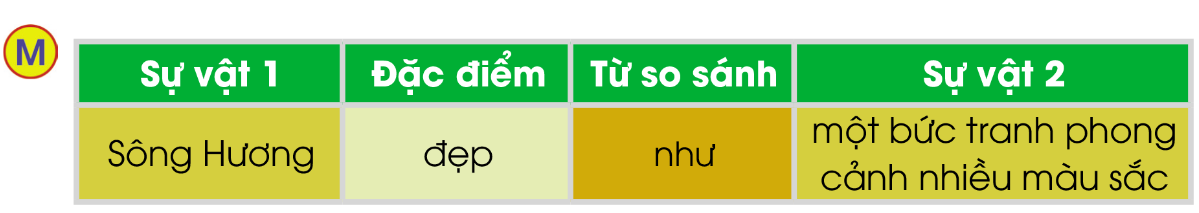 M
Sự vật 1 Đặc điểm Từ so sánh Sự vật 2
Sông Hương đẹp như một bức tranh phong
cảnh nhiều màu sắc